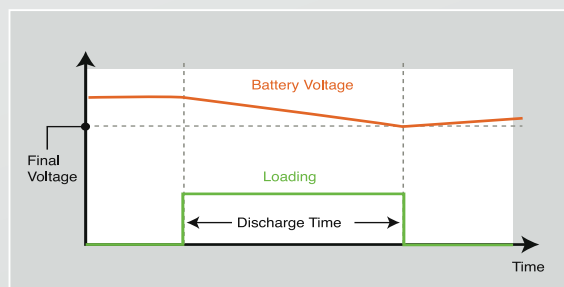 Battery Voltage
Final
Voltage
Loading
Discharge Time
Time